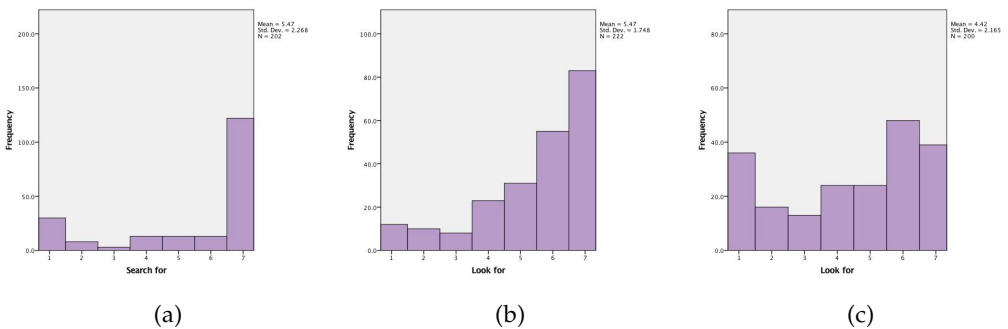 Mean = 5.47
Std. Dev. = 2.268
N = 202
Frequency
200.0
150.0
100.0
50.0
0.0
1 2 3 4 5 6 7
Search for
(a)
Mean = 5.47
Std. Dev. = 1.748
N = 222
Frequency
100.0
80.0
60.0
40.0
20.0
0.0
1 2 3 4 5 6 7
Look for
(b)
Mean = 4.42
Std. Dev. = 2.165
N = 200
Frequency
80.0
60.0
40.0
20.0
0.0
1 2 3 4 5 6 7
Look for
(c)